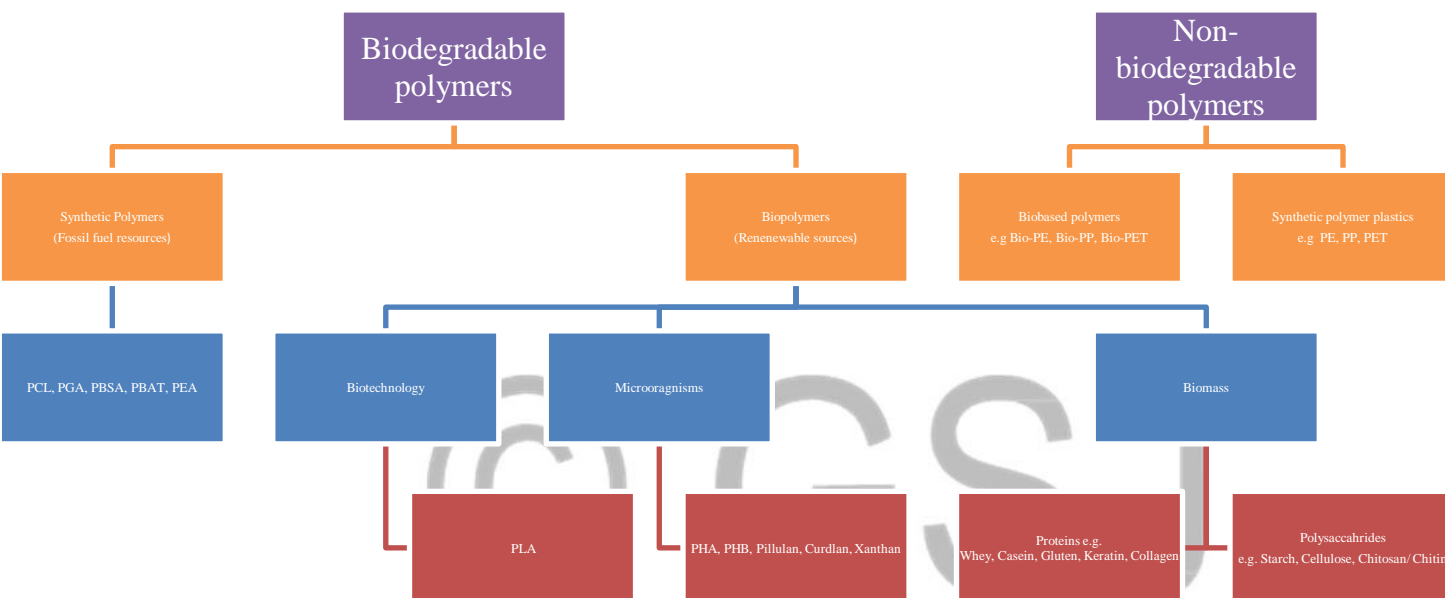 Biodegradable
polymers
Non-
biodegradable
polymers
Synthetic Polymers
(Fossil fuel resources)
Biopolymers
(Renenewable sources)
Biobased polymers
e.g Bio-PE, Bio-PP, Bio-PET
Synthetic polymer plastics
e.g PE, PP, PET
PCL, PGA, PBSA, PBAT, PEA
Biotechnology
Microoragnisms
Biomass
PLA
PHA, PHB, Pillulan, Curdlan, Xanthan
Proteins e.g.
Whey, Casein, Gluten, Keratin, Collagen
Polysaccahrides
e.g. Starch, Cellulose, Chitosan/ Chitin
© GSJ